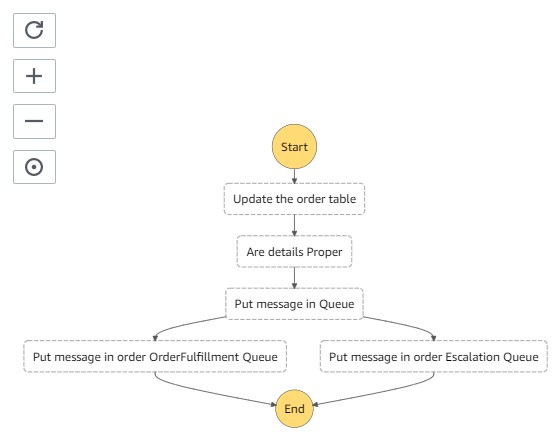 Start
Update the order table
Are details Proper
Put message in Queue
Put message in order OrderFulfillment Queue
Put message in order Escalation Queue
End